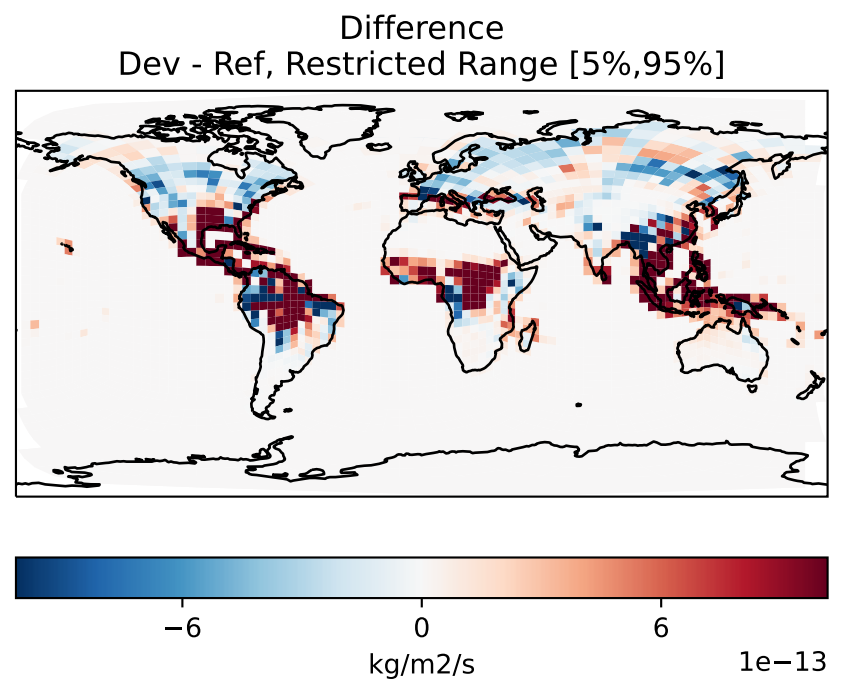 Difference
Dev - Ref, Restricted Range [5%,95%]
−6 0 6
kg/m2/s 1e−13